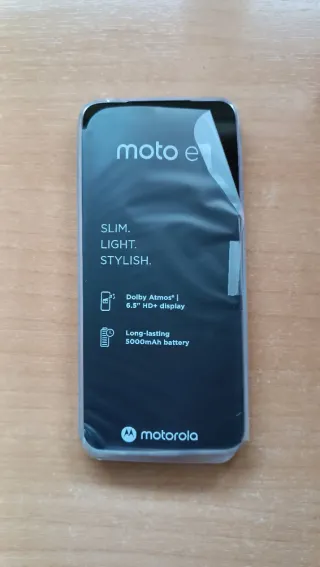 moto e
SLIM.
LIGHT.
STYLISH.
Dolby Atmos® |
6.5" HD+ display
Long-lasting
5000mAh battery
motorola